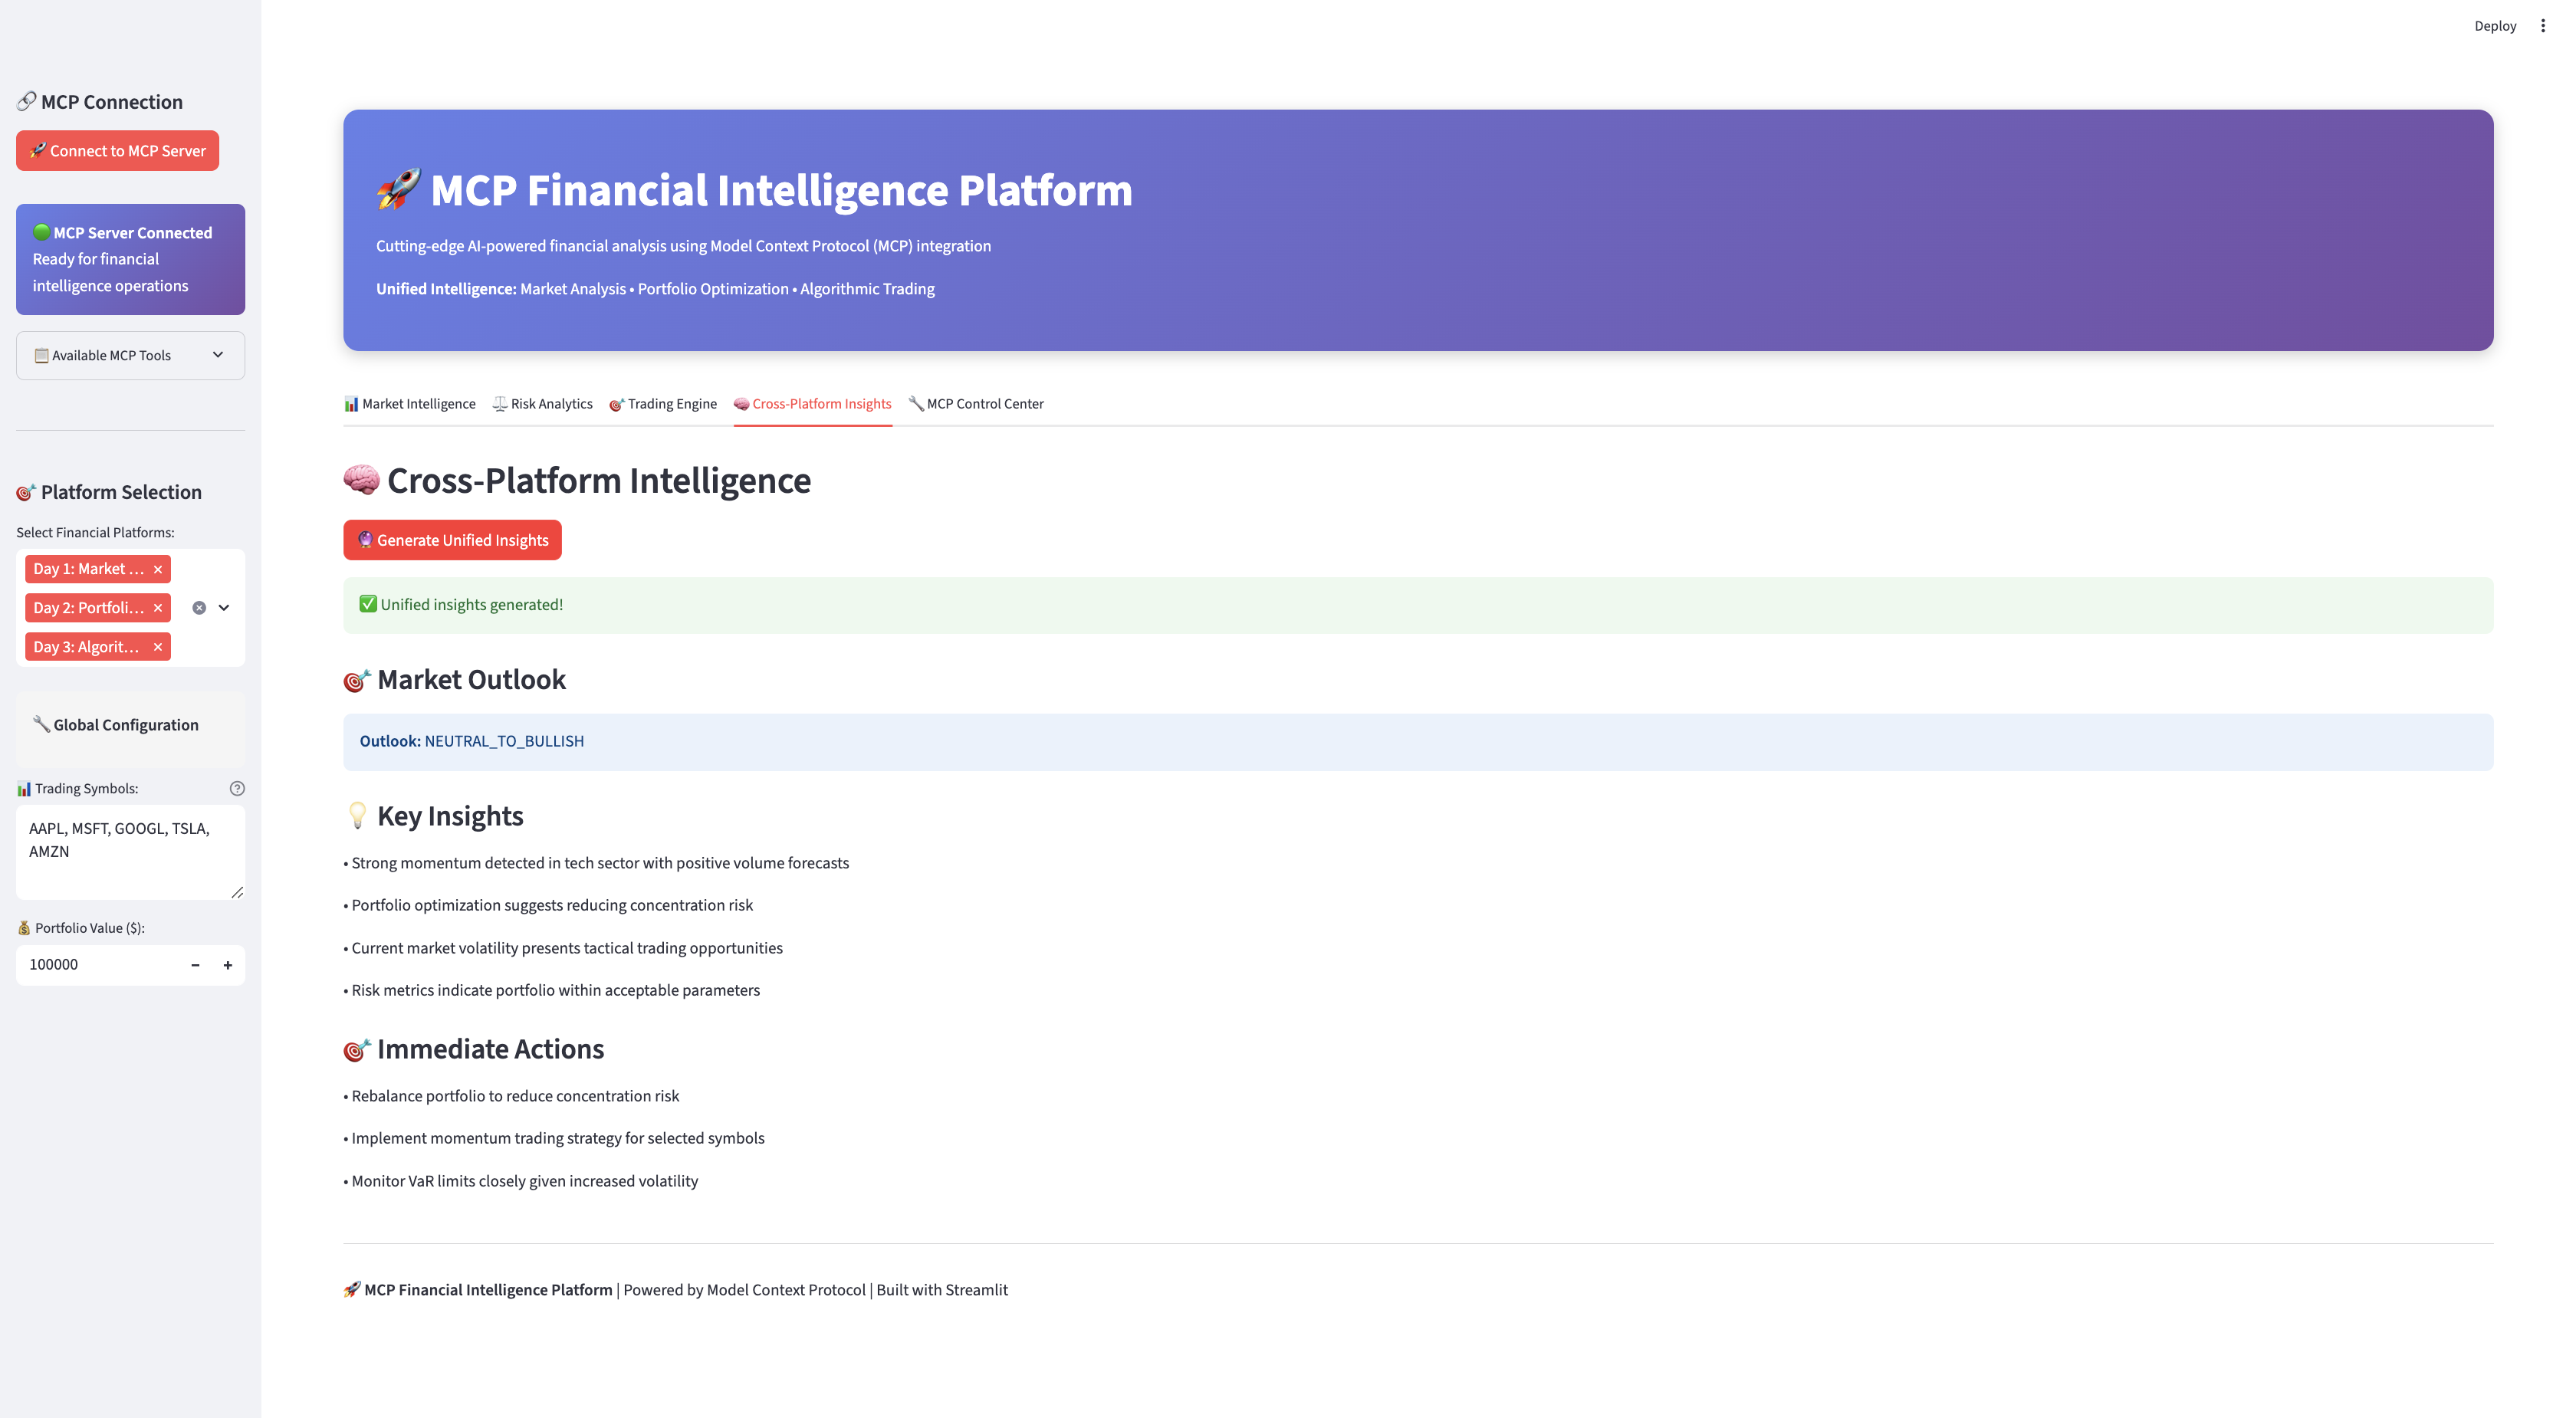 Deploy
🔗 MCP Connection
🚀 Connect to MCP Server
🟢 MCP Server Connected
Ready for financial
intelligence operations
📋 Available MCP Tools
🎯 Platform Selection
Select Financial Platforms:
Day 1: Market …
Day 2: Portfoli…
Day 3: Algorit…
🔧 Global Configuration
📊 Trading Symbols:
AAPL, MSFT, GOOGL, TSLA,
AMZN
💰 Portfolio Value ($):
100000
🚀 MCP Financial Intelligence Platform
Cutting-edge AI-powered financial analysis using Model Context Protocol (MCP) integration
Unified Intelligence: Market Analysis • Portfolio Optimization • Algorithmic Trading
📊 Market Intelligence ⚖️ Risk Analytics 🎯 Trading Engine 🧠 Cross-Platform Insights 🔧 MCP Control Center
🧠 Cross-Platform Intelligence
🔮 Generate Unified Insights
✅ Unified insights generated!
🎯 Market Outlook
Outlook: NEUTRAL_TO_BULLISH
💡 Key Insights
• Strong momentum detected in tech sector with positive volume forecasts
• Portfolio optimization suggests reducing concentration risk
• Current market volatility presents tactical trading opportunities
• Risk metrics indicate portfolio within acceptable parameters
🎯 Immediate Actions
• Rebalance portfolio to reduce concentration risk
• Implement momentum trading strategy for selected symbols
• Monitor VaR limits closely given increased volatility
🚀 MCP Financial Intelligence Platform | Powered by Model Context Protocol | Built with Streamlit